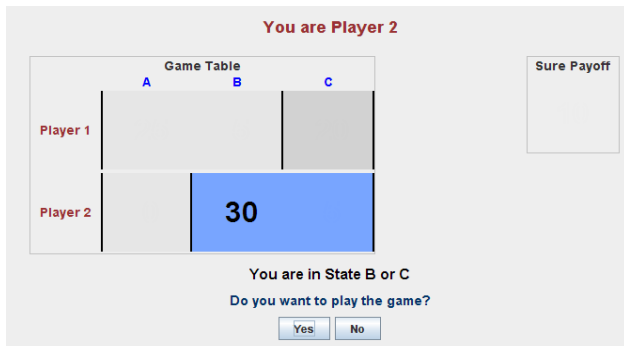 You are Player 2
Game Table
Sure Payoff
A B C
Player 1
Player 2
30
You are in State B or C
Do you want to play the game?
Yes No